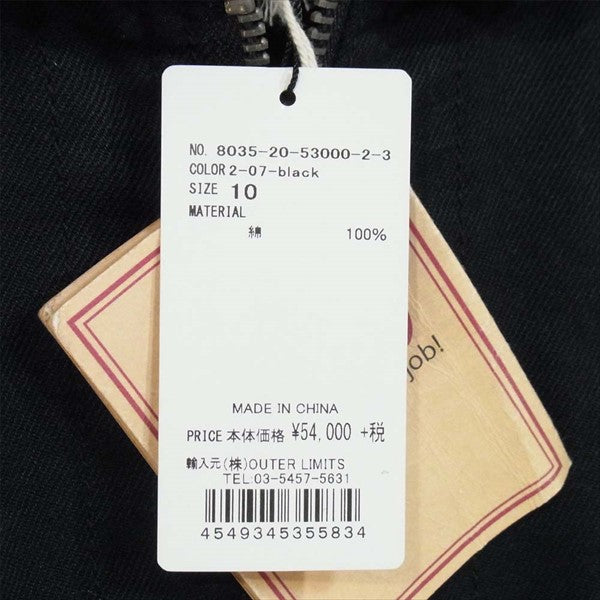 NO. 8035-20-53000-2-3
COLOR 2-07-black
SIZE 10
MATERIAL
綿 100%
MADE IN CHINA
PRICE 本体価格 ¥54,000 +税
輸入元(株)OUTER LIMITS
TEL:03-5457-5631
4549345355834
job!